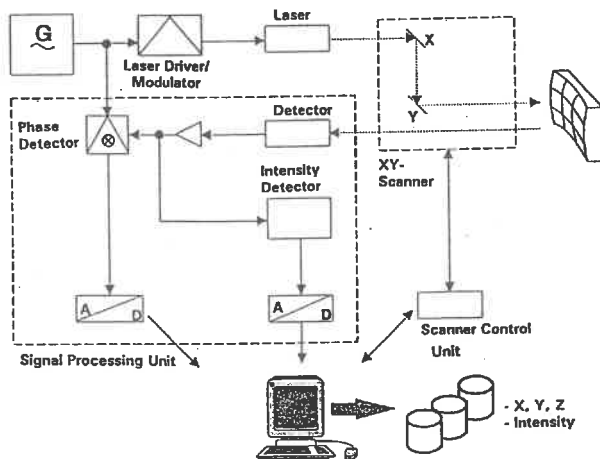 G
~
Laser Driver/
Modulator
Laser
X
Y
Phase
Detector
Detector
Intensity
Detector
XY-
Scanner
A
D
A
D
Signal Processing Unit
Scanner Control
Unit
- X, Y, Z
- Intensity